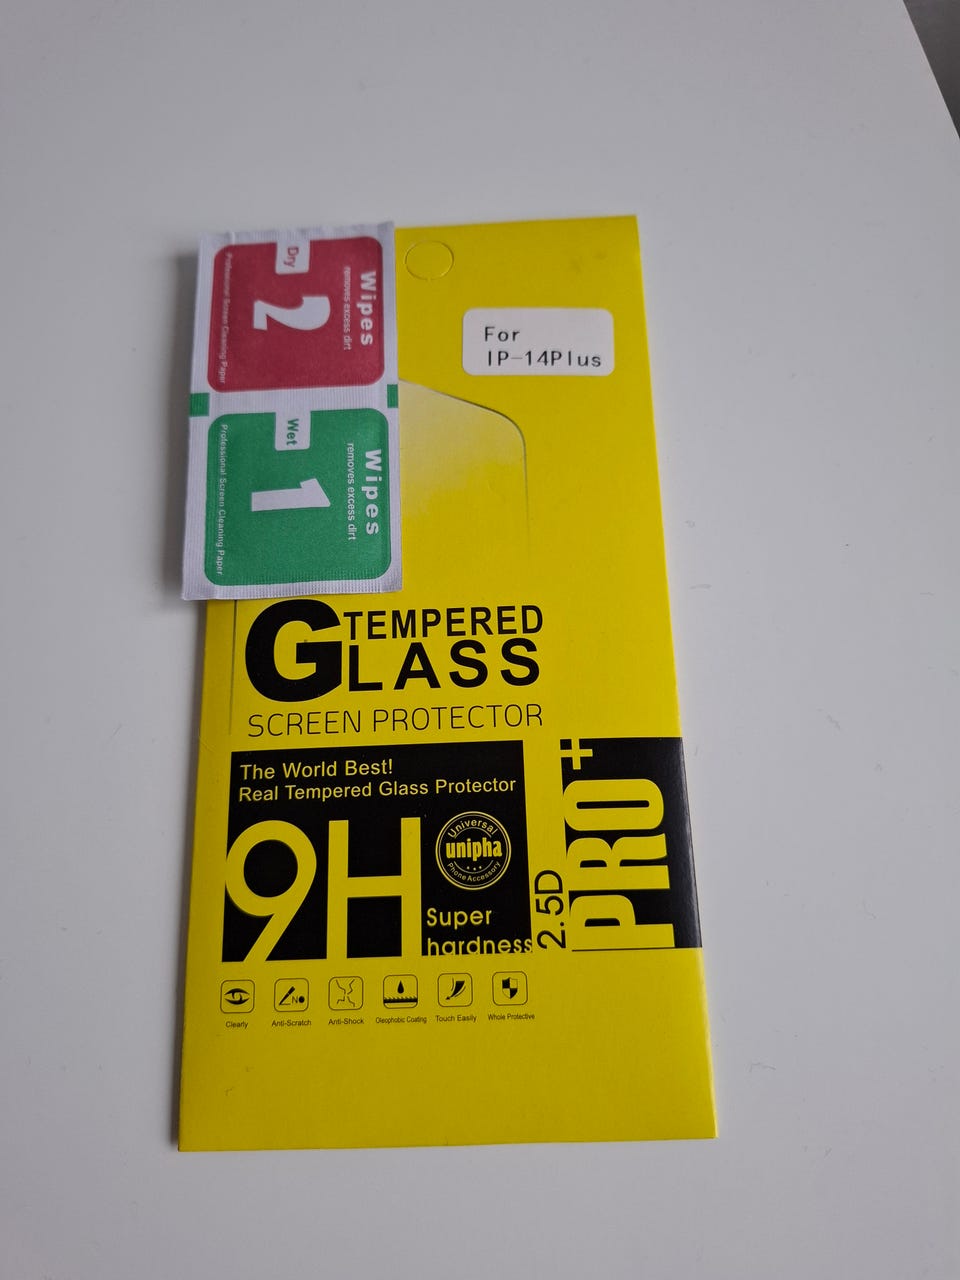 Wipes
removes excess dirt
Dry
2
Professional Screen Cleaning Paper
Wipes
removes excess dirt
Wet
1
Professional Screen Cleaning Paper
For
IP-14Plus
TEMPERED
GLASS
SCREEN PROTECTOR
The World Best!
Real Tempered Glass Protector
9H
Universal
unipha
Phone Accessory
Super
hardness
2.5D
PRO+
NO
Clearly
Anti-Scratch
Anti-Shock
Oleophobic Coating
Touch Easily
Whole Protective